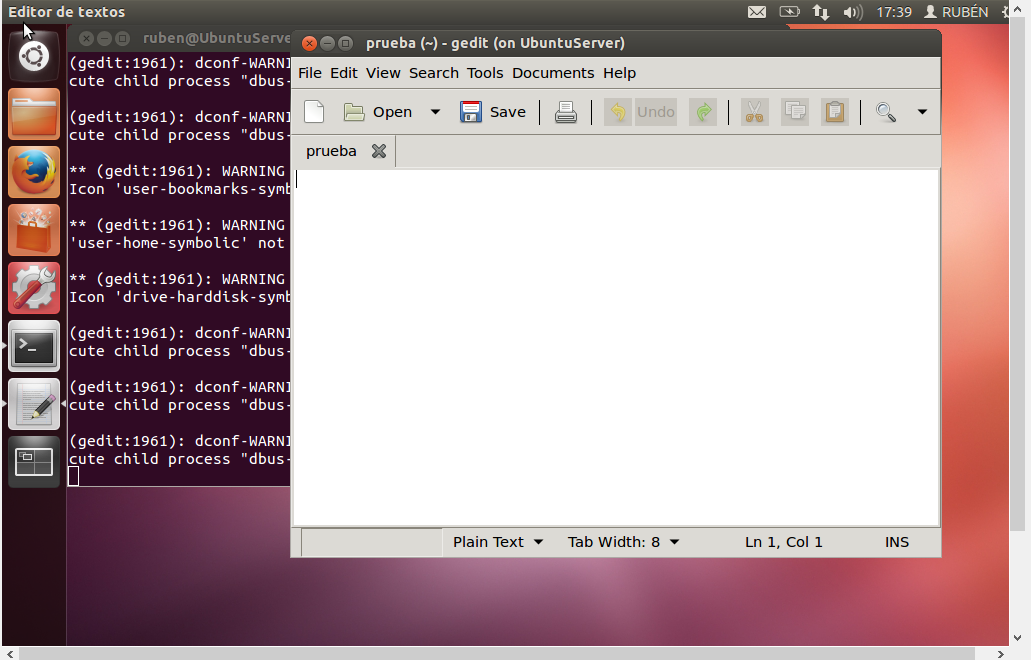 Editor de textos
17:39
RUBÉN
ruben@UbuntuServe
prueba (~) - gedit (on UbuntuServer)
File Edit View Search Tools Documents Help
Open
Save
Undo
prueba
(gedit:1961): dconf-WARNI
cute child process "dbus-
(gedit:1961): dconf-WARNI
cute child process "dbus-
** (gedit:1961): WARNING
Icon 'user-bookmarks-symb
** (gedit:1961): WARNING
'user-home-symbolic' not
** (gedit:1961): WARNING
Icon 'drive-harddisk-symb
(gedit:1961): dconf-WARNI
cute child process "dbus-
(gedit:1961): dconf-WARNI
cute child process "dbus-
(gedit:1961): dconf-WARNI
cute child process "dbus-
Plain Text
Tab Width: 8
Ln 1, Col 1
INS